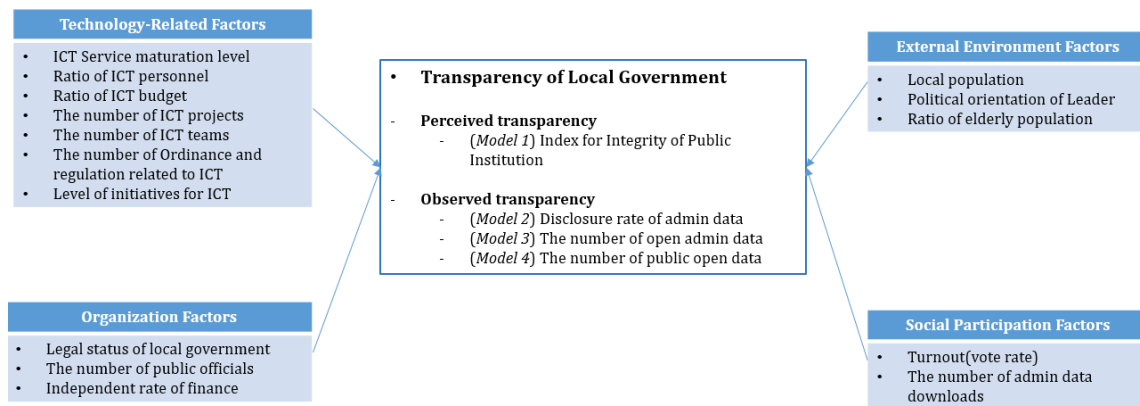 Technology-Related Factors
• ICT Service maturation level
• Ratio of ICT personnel
• Ratio of ICT budget
• The number of ICT projects
• The number of ICT teams
• The number of Ordinance and
regulation related to ICT
• Level of initiatives for ICT
• Transparency of Local Government
- Perceived transparency
- (Model 1) Index for Integrity of Public
Institution
- Observed transparency
- (Model 2) Disclosure rate of admin data
- (Model 3) The number of open admin data
- (Model 4) The number of public open data
External Environment Factors
• Local population
• Political orientation of Leader
• Ratio of elderly population
Organization Factors
• Legal status of local government
• The number of public officials
• Independent rate of finance
Social Participation Factors
• Turnout(vote rate)
• The number of admin data
downloads